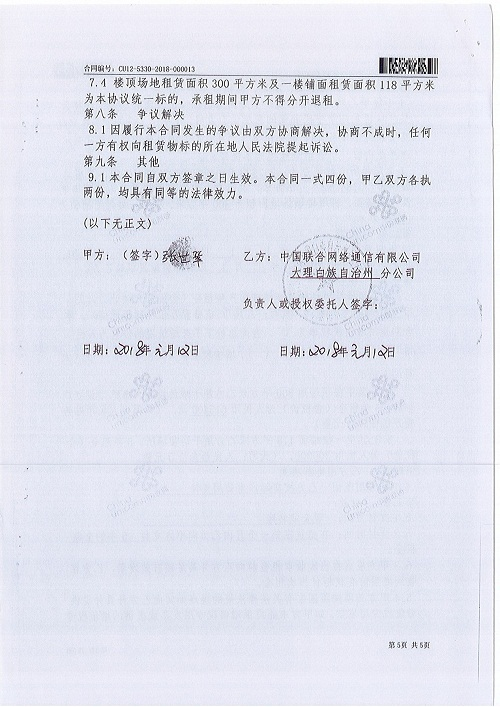 合同编号: CU12-5330-2018-000013
7.4 楼顶场地租赁面积 300 平方米及一楼铺面租赁面积 118 平方米
为本协议统一标的，承租期间甲方不得分开退租。
第八条 争议解决
8.1 因履行本合同发生的争议由双方协商解决，协商不成时，任何
一方有权向租赁物标的所在地人民法院提起诉讼。
第九条 其他
9.1 本合同自双方签章之日生效。本合同一式四份，甲乙双方各执
两份，均具有同等的法律效力。
(以下无正文)
甲方：（签字）张世
乙方：中国联合网络通信有限公司
大理白族自治州 分公司
负责人或授权委托人签字：
日期：2018年元月12日
日期：2018年元月12日
第 5页 共 5页